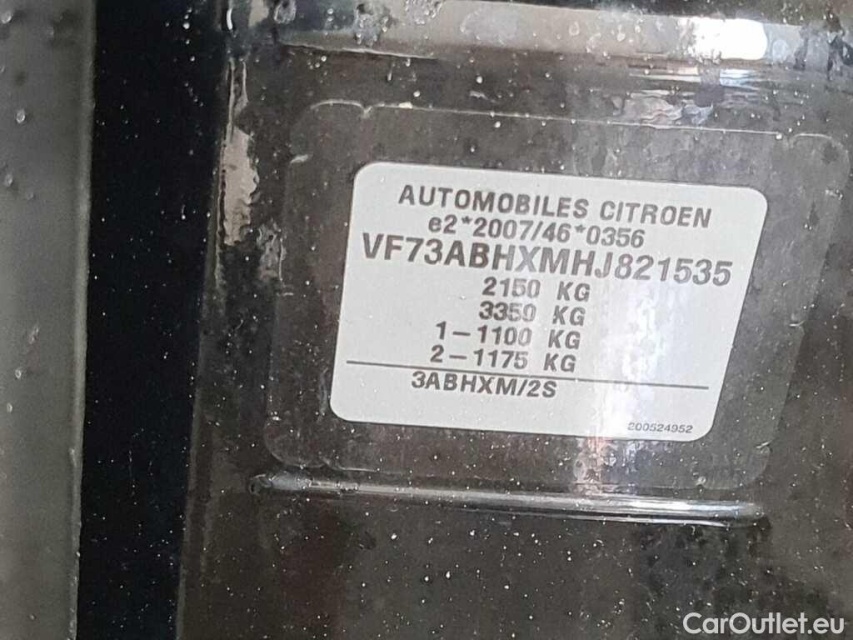 AUTOMOBILES CITROEN
e2*2007/46*0356
VF73ABHXMHJ821535
2150 KG
3350 KG
1-1100 KG
2-1175 KG
3ABHXM/2S
200524952
CarOutlet.eu